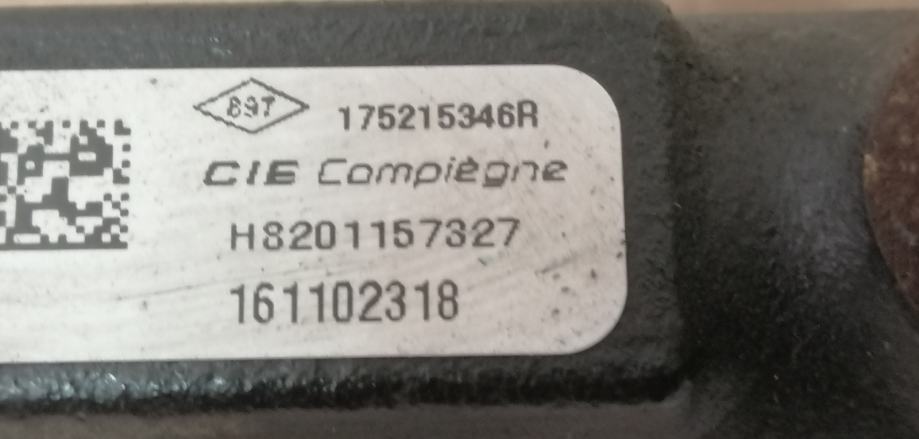 897 175215346R
CIE Compiègne
H8201157327
161102318